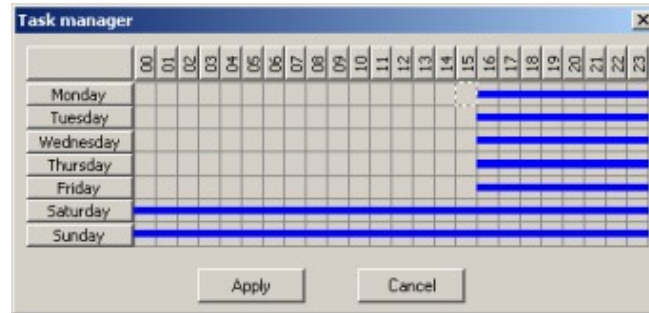 Task manager
00 01 02 03 04 05 06 07 08 09 10 11 12 13 14 15 16 17 18 19 20 21 22 23
Monday
Tuesday
Wednesday
Thursday
Friday
Saturday
Sunday
Apply Cancel